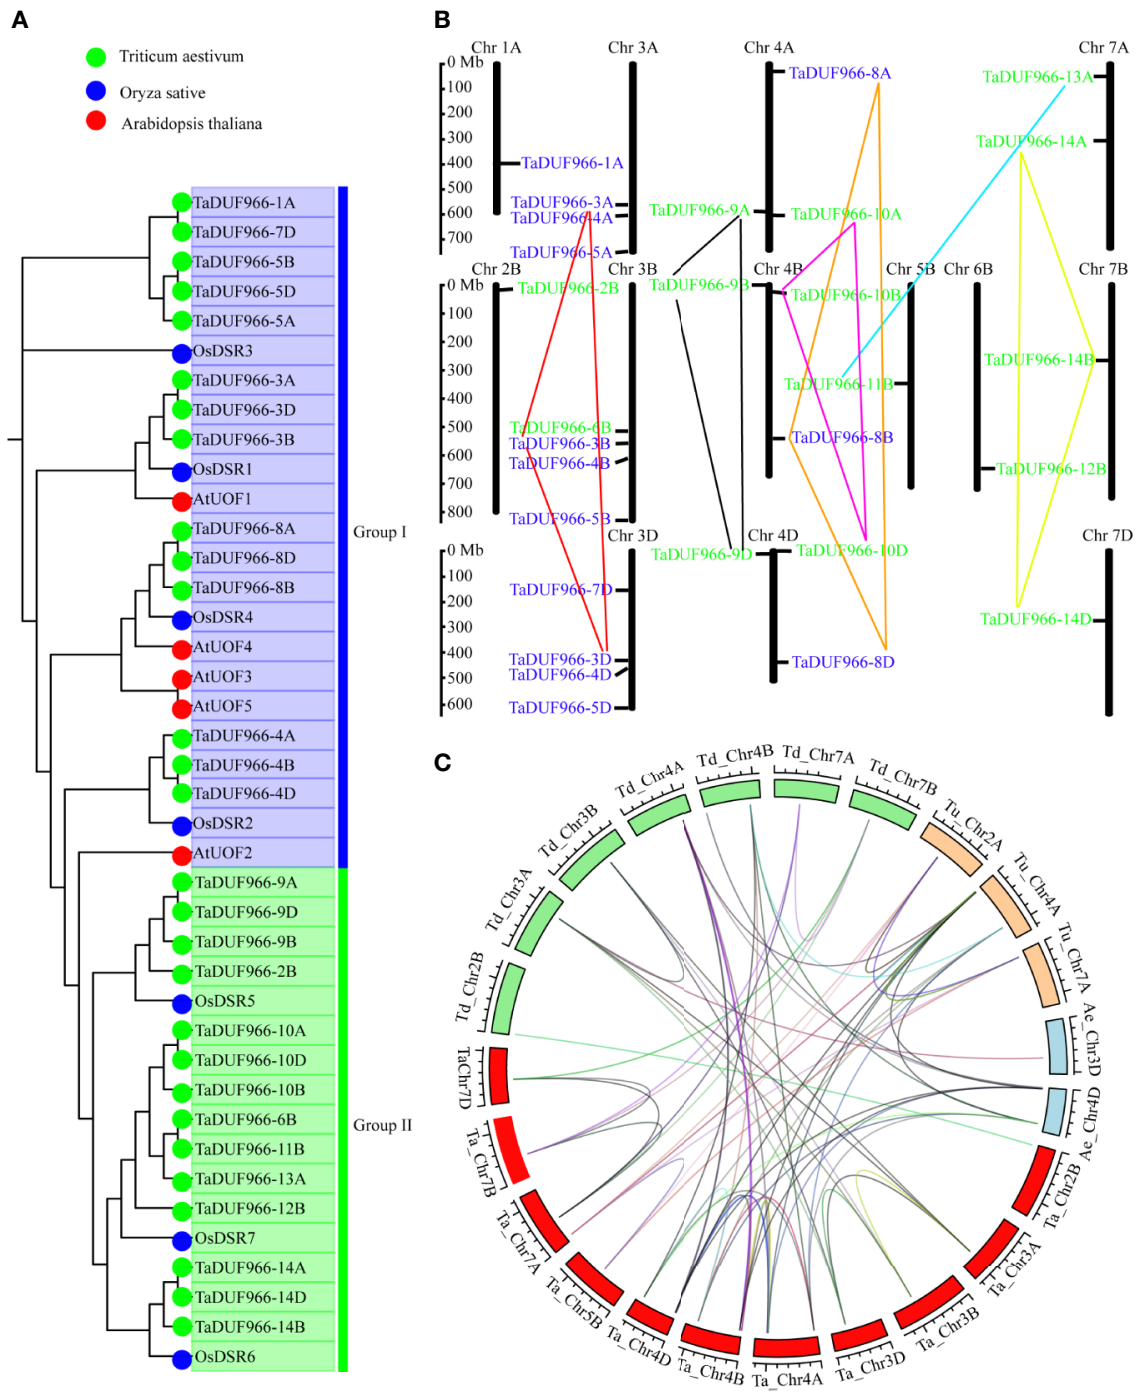 A
Triticum aestivum
Oryza sative
Arabidopsis thaliana
TaDUF966-1A
TaDUF966-7D
TaDUF966-5B
TaDUF966-5D
TaDUF966-5A
OsDSR3
TaDUF966-3A
TaDUF966-3D
TaDUF966-3B
OsDSR1
AtUOF1
TaDUF966-8A
TaDUF966-8D
TaDUF966-8B
OsDSR4
AtUOF4
AtUOF3
AtUOF5
TaDUF966-4A
TaDUF966-4B
TaDUF966-4D
OsDSR2
AtUOF2
TaDUF966-9A
TaDUF966-9D
TaDUF966-9B
TaDUF966-2B
OsDSR5
TaDUF966-10A
TaDUF966-10D
TaDUF966-10B
TaDUF966-6B
TaDUF966-11B
TaDUF966-13A
TaDUF966-12B
OsDSR7
TaDUF966-14A
TaDUF966-14D
TaDUF966-14B
OsDSR6
Group I
Group II
B
Chr 1A Chr 3A Chr 4A Chr 7A
0 Mb
100
200
300
400
500
600
700
TaDUF966-1A
TaDUF966-3A
TaDUF966-4A
TaDUF966-5A
TaDUF966-8A
TaDUF966-9A
TaDUF966-10A
TaDUF966-13A
TaDUF966-14A
Chr 2B Chr 3B Chr 4B Chr 5B Chr 6B Chr 7B
0 Mb
100
200
300
400
500
600
700
800
TaDUF966-2B
TaDUF966-6B
TaDUF966-3B
TaDUF966-4B
TaDUF966-5B
TaDUF966-9B
TaDUF966-10B
TaDUF966-11B
TaDUF966-8B
TaDUF966-14B
TaDUF966-12B
Chr 3D Chr 4D Chr 7D
0 Mb
100
200
300
400
500
600
TaDUF966-7D
TaDUF966-3D
TaDUF966-4D
TaDUF966-5D
TaDUF966-9D
TaDUF966-10D
TaDUF966-8D
TaDUF966-14D
C
Td_Chr2B
Td_Chr3A
Td_Chr3B
Td_Chr4A
Td_Chr4B
Td_Chr7A
Td_Chr7B
Tu_Chr2A
Tu_Chr4A
Tu_Chr7A
Ae_Chr3D
Ae_Chr4D
Ta_Chr2B
Ta_Chr3A
Ta_Chr3B
Ta_Chr3D
Ta_Chr4A
Ta_Chr4B
Ta_Chr4D
Ta_Chr5B
Ta_Chr7A
Ta_Chr7B
TaChr7D